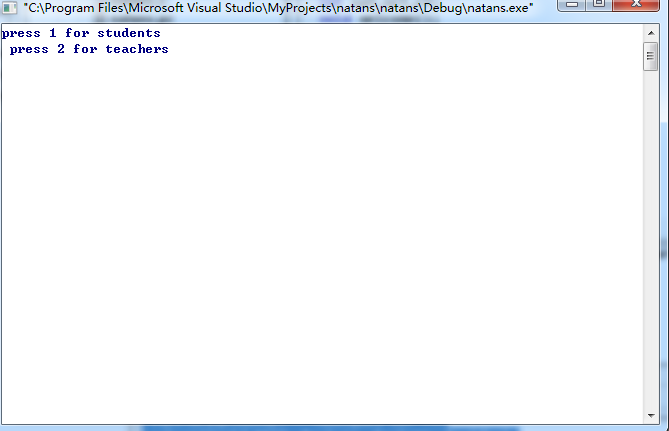 "C:\Program Files\Microsoft Visual Studio\MyProjects\natans\natans\Debug\natans.exe"
press 1 for students
press 2 for teachers